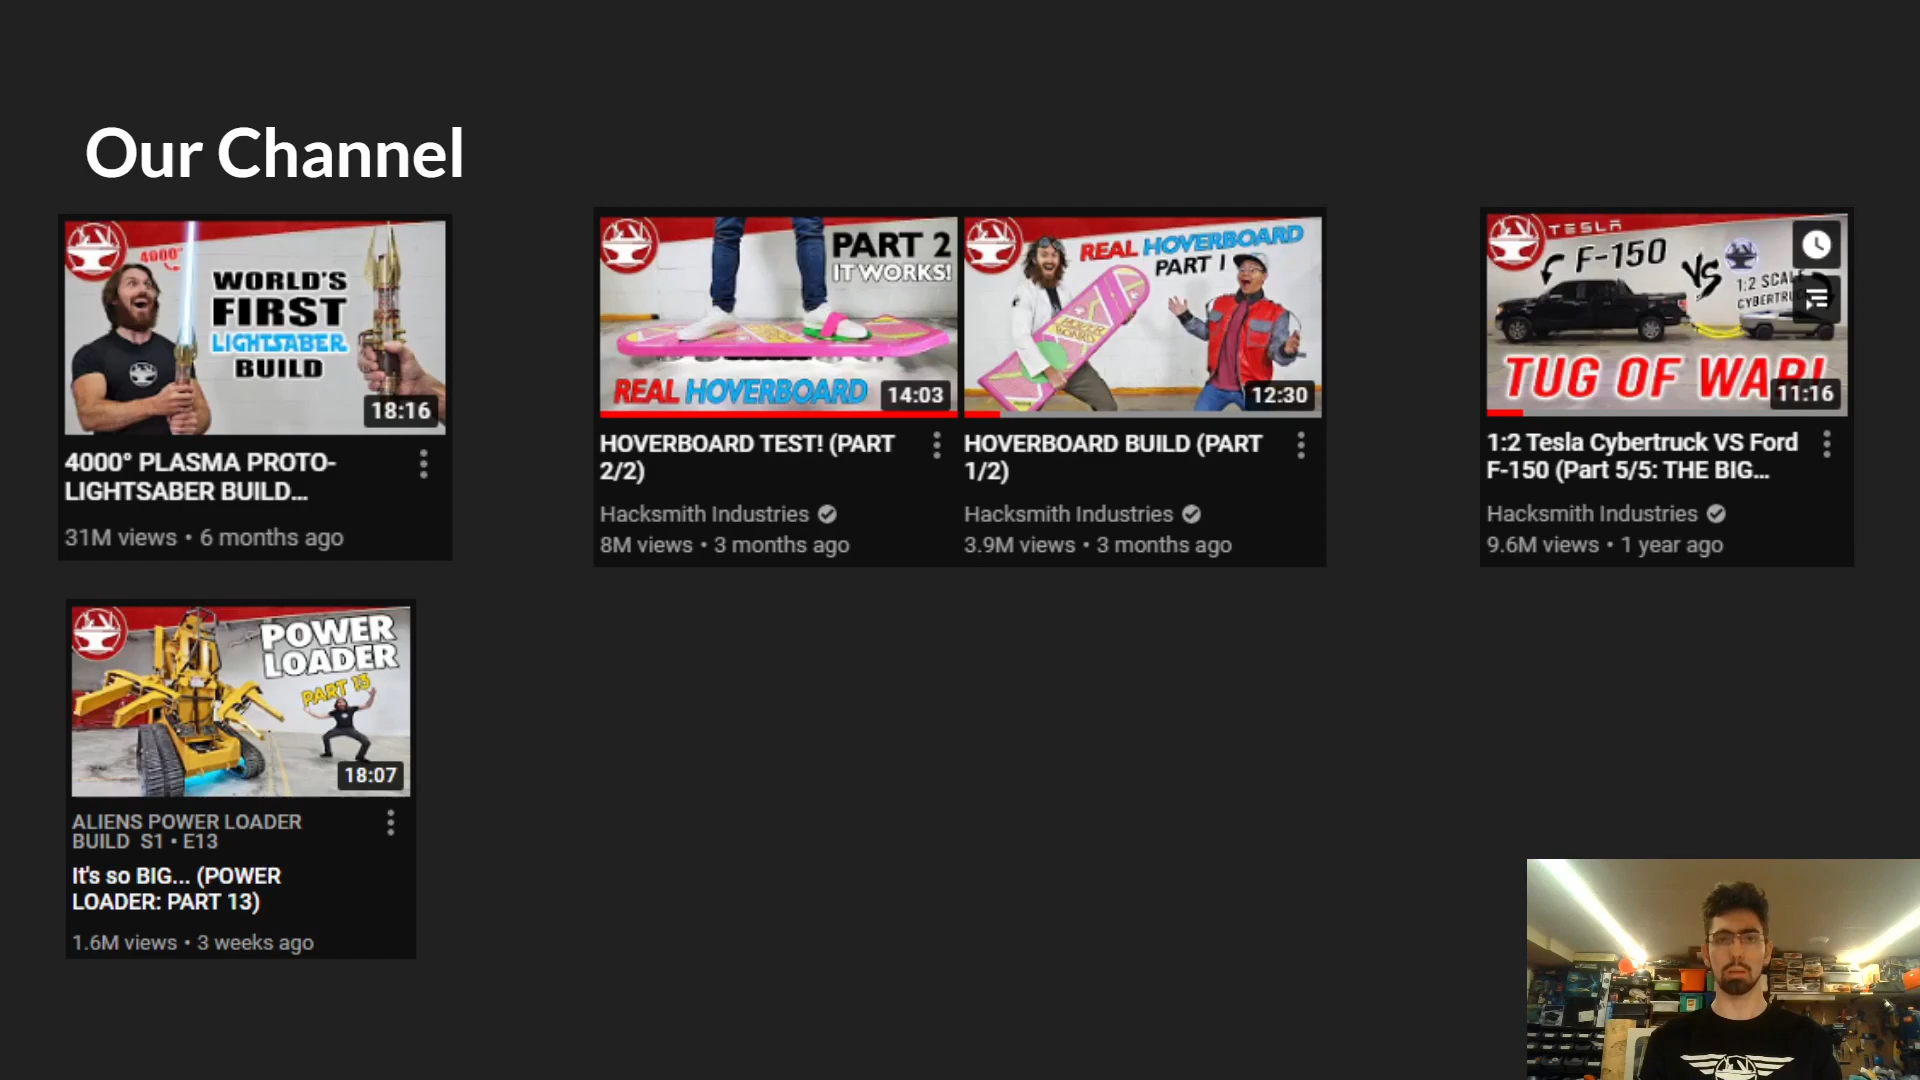 Our Channel
4000°
WORLD'S
FIRST
LIGHTSABER
BUILD
18:16
4000° PLASMA PROTO-
LIGHTSABER BUILD...
31M views • 6 months ago
PART 2
IT WORKS!
REAL HOVERBOARD
14:03
HOVERBOARD TEST! (PART
2/2)
Hacksmith Industries
8M views • 3 months ago
REAL HOVERBOARD
PART 1
12:30
HOVERBOARD BUILD (PART
1/2)
Hacksmith Industries
3.9M views • 3 months ago
TESLA
F-150
VS
1:2 SCALE
TUG OF WAR!
11:16
1:2 Tesla Cybertruck VS Ford
F-150 (Part 5/5: THE BIG...
Hacksmith Industries
9.6M views • 1 year ago
POWER
LOADER
PART 13
18:07
ALIENS POWER LOADER
BUILD S1 • E13
It's so BIG... (POWER
LOADER: PART 13)
1.6M views • 3 weeks ago